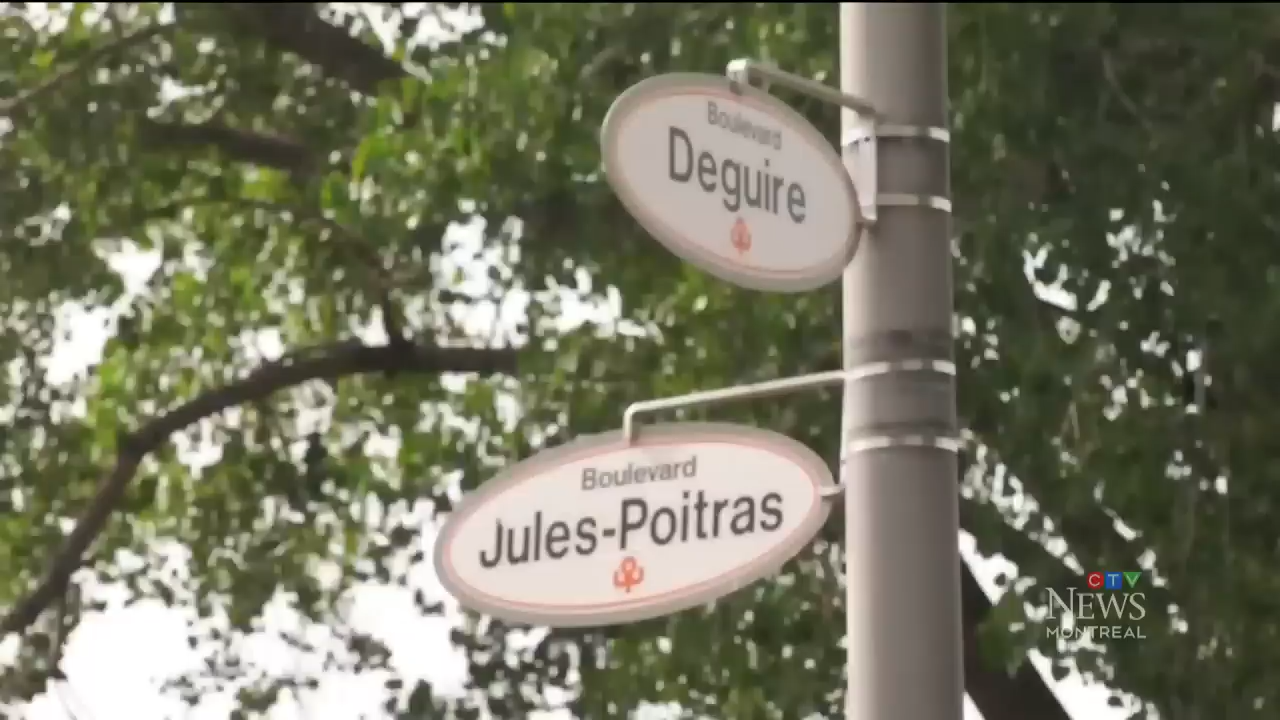 Boulevard
Deguire
Boulevard
Jules-Poitras
CTV
NEWS
MONTREAL